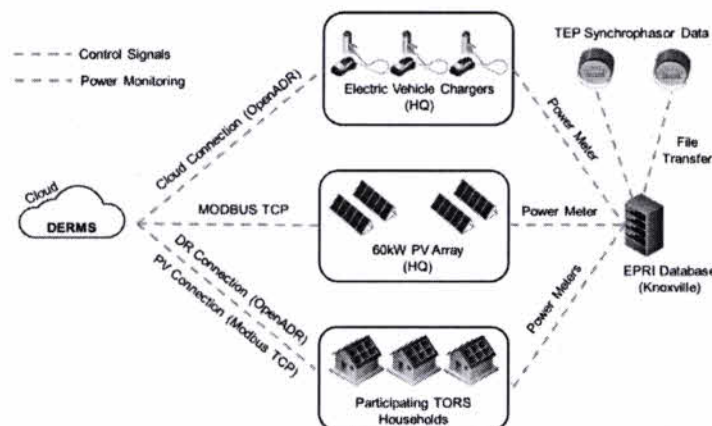 Control Signals
Power Monitoring
Cloud Connection (OpenADR)
Electric Vehicle Chargers
(HQ)
Power Meter
TEP Synchrophasor Data
File
Transfer
Cloud
DERMS
MODBUS TCP
60kW PV Array
(HQ)
Power Meter
EPRI Database
(Knoxville)
DR Connection (OpenADR)
PV Connection (Modbus TCP)
Participating TORS
Households
Power Meters